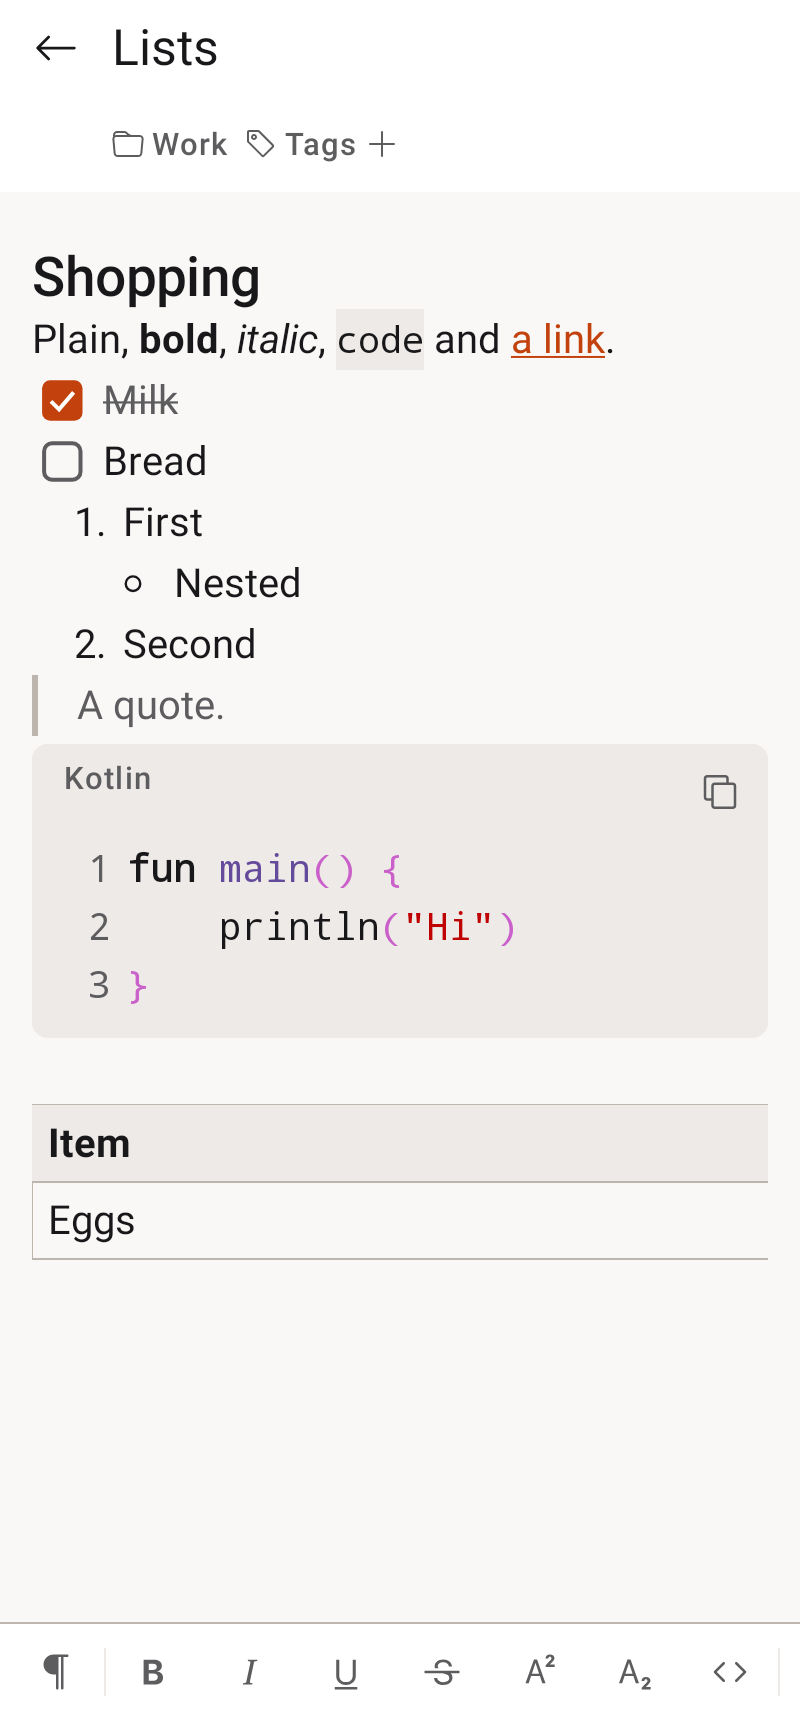 Lists
Work Tags
Shopping
Plain, bold, italic, code and a link.
Milk
Bread
1. First
Nested
2. Second
A quote.
Kotlin
1 fun main() {
2     println("Hi")
3 }
Item
Eggs
¶ B I U S A² A₂ <>